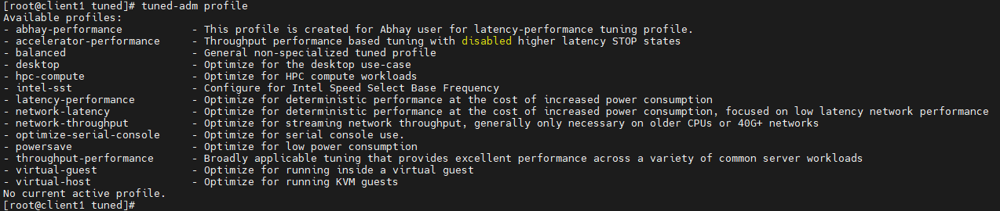 [root@client1 tuned]# tuned-adm profile
Available profiles:
- abhay-performance          - This profile is created for Abhay user for latency-performance tuning profile.
- accelerator-performance    - Throughput performance based tuning with disabled higher latency STOP states
- balanced                   - General non-specialized tuned profile
- desktop                    - Optimize for the desktop use-case
- hpc-compute                - Optimize for HPC compute workloads
- intel-sst                  - Configure for Intel Speed Select Base Frequency
- latency-performance        - Optimize for deterministic performance at the cost of increased power consumption
- network-latency            - Optimize for deterministic performance at the cost of increased power consumption, focused on low latency network performance
- network-throughput         - Optimize for streaming network throughput, generally only necessary on older CPUs or 40G+ networks
- optimize-serial-console    - Optimize for serial console use.
- powersave                  - Optimize for low power consumption
- throughput-performance     - Broadly applicable tuning that provides excellent performance across a variety of common server workloads
- virtual-guest              - Optimize for running inside a virtual guest
- virtual-host               - Optimize for running KVM guests
No current active profile.
[root@client1 tuned]#